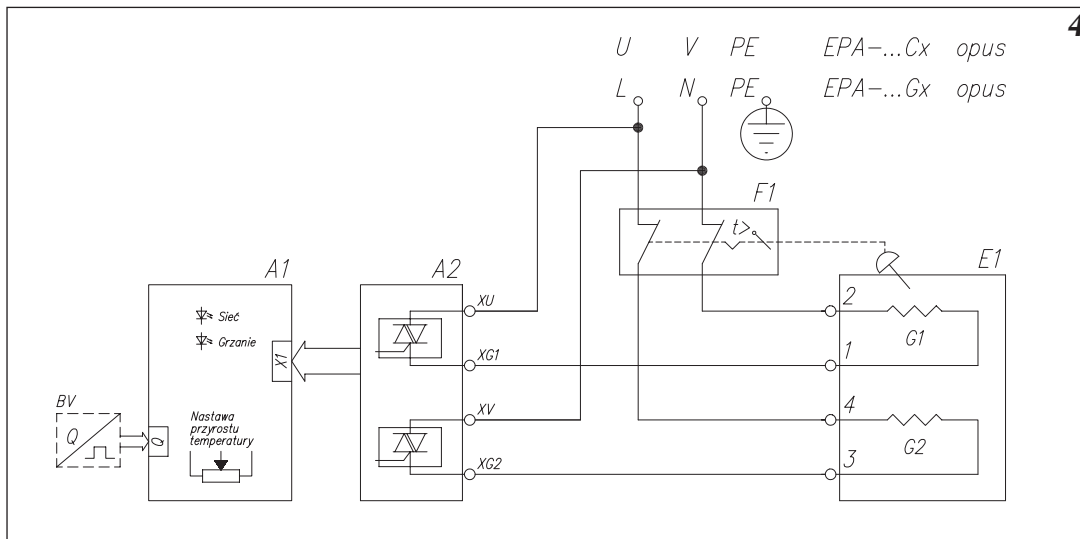 4
U V PE EPA-...Cx opus
L N PE EPA-...Gx opus
F1
t>
A1
A2
E1
XU
2
Sieć
G1
Grzanie
X1
XG1
1
BV
XV
4
Q
Nastawa
przyrostu
temperatury
Q
G2
XG2
3